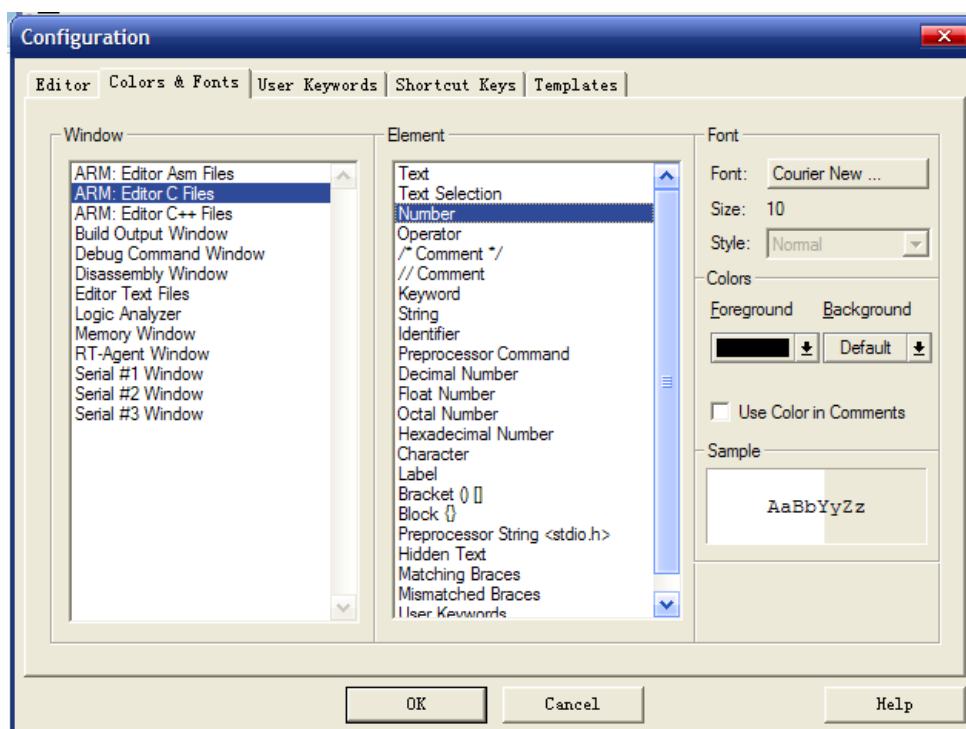 Configuration
Editor
Colors & Fonts
User Keywords
Shortcut Keys
Templates
Window
ARM: Editor Asm Files
ARM: Editor C Files
ARM: Editor C++ Files
Build Output Window
Debug Command Window
Disassembly Window
Editor Text Files
Logic Analyzer
Memory Window
RT-Agent Window
Serial #1 Window
Serial #2 Window
Serial #3 Window
Element
Text
Text Selection
Number
Operator
/* Comment */
// Comment
Keyword
String
Identifier
Preprocessor Command
Decimal Number
Float Number
Octal Number
Hexadecimal Number
Character
Label
Bracket () []
Block {}
Preprocessor String <stdio.h>
Hidden Text
Matching Braces
Mismatched Braces
User Keywords
Font
Font: Courier New ...
Size: 10
Style: Normal
Colors
Foreground Background
Default
Use Color in Comments
Sample
AaBbYyZz
OK
Cancel
Help